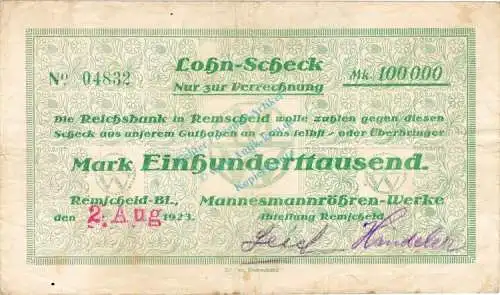 Lohn-Scheck
No 04832
Nur zur Verrechnung
Mk. 100000
Die Reichsbank in Remscheid wolle zahlen gegen diesen
Scheck aus unserem Guthaben an uns selbst - oder Überbringer
Mark Einhunderttausend.
Remscheid-Bl., Mannesmannröhren-Werke
den 2. Aug 1923. Abteilung Remscheid